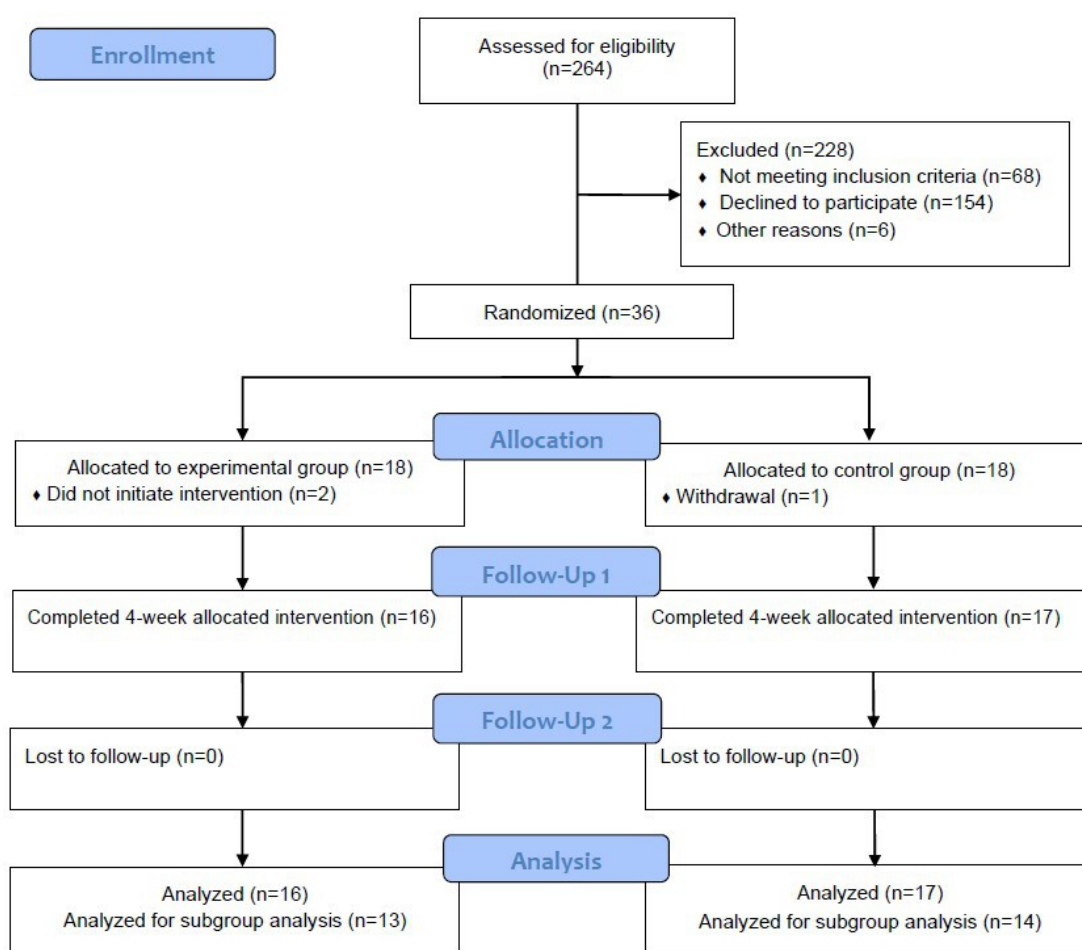 Enrollment
Assessed for eligibility
(n=264)
Excluded (n=228)
♦ Not meeting inclusion criteria (n=68)
♦ Declined to participate (n=154)
♦ Other reasons (n=6)
Randomized (n=36)
Allocation
Allocated to experimental group (n=18)
♦ Did not initiate intervention (n=2)
Allocated to control group (n=18)
♦ Withdrawal (n=1)
Follow-Up 1
Completed 4-week allocated intervention (n=16)
Completed 4-week allocated intervention (n=17)
Follow-Up 2
Lost to follow-up (n=0)
Lost to follow-up (n=0)
Analysis
Analyzed (n=16)
Analyzed for subgroup analysis (n=13)
Analyzed (n=17)
Analyzed for subgroup analysis (n=14)